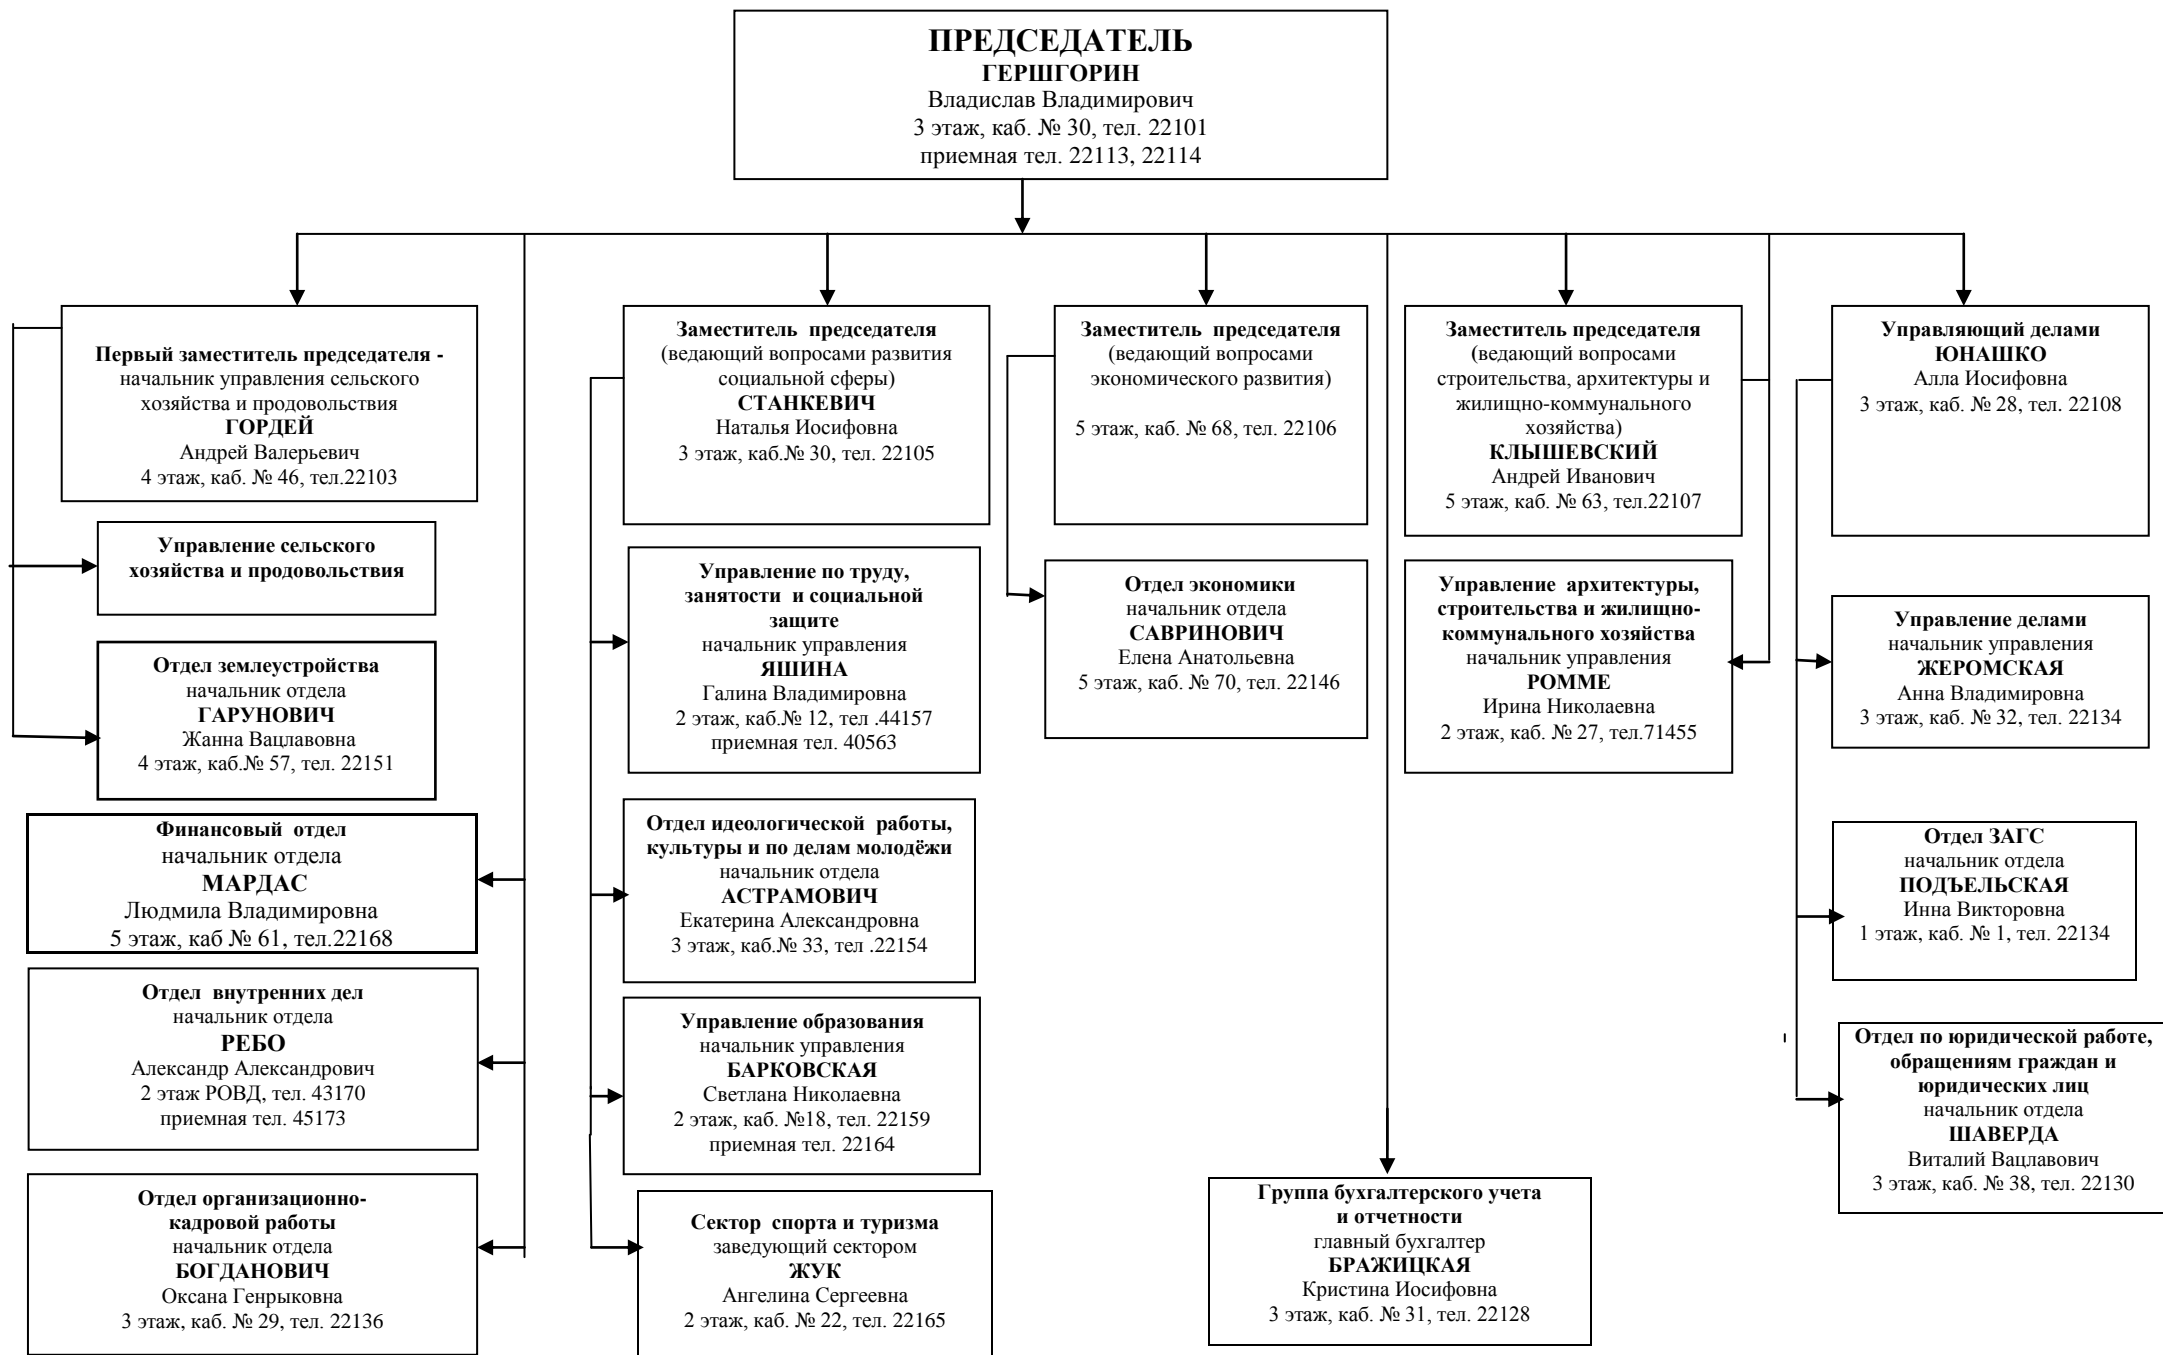 ПРЕДСЕДАТЕЛЬ
ГЕРШГОРИН
Владислав Владимирович
3 этаж, каб. № 30, тел. 22101
приемная тел. 22113, 22114
Первый заместитель председателя -
начальник управления сельского
хозяйства и продовольствия
ГОРДЕЙ
Андрей Валерьевич
4 этаж, каб. № 46, тел.22103
Заместитель председателя
(ведающий вопросами развития
социальной сферы)
СТАНКЕВИЧ
Наталья Иосифовна
3 этаж, каб.№ 30, тел. 22105
Заместитель председателя
(ведающий вопросами
экономического развития)
5 этаж, каб. № 68, тел. 22106
Заместитель председателя
(ведающий вопросами
строительства, архитектуры и
жилищно-коммунального
хозяйства)
КЛЫШЕВСКИЙ
Андрей Иванович
5 этаж, каб. № 63, тел.22107
Управляющий делами
ЮНАШКО
Алла Иосифовна
3 этаж, каб. № 28, тел. 22108
Управление сельского
хозяйства и продовольствия
Отдел землеустройства
начальник отдела
ГАРУНОВИЧ
Жанна Вацлавовна
4 этаж, каб.№ 57, тел. 22151
Финансовый отдел
начальник отдела
МАРДАС
Людмила Владимировна
5 этаж, каб № 61, тел.22168
Отдел внутренних дел
начальник отдела
РЕБО
Александр Александрович
2 этаж РОВД, тел. 43170
приемная тел. 45173
Отдел организационно-
кадровой работы
начальник отдела
БОГДАНОВИЧ
Оксана Генрыковна
3 этаж, каб. № 29, тел. 22136
Управление по труду,
занятости и социальной
защите
начальник управления
ЯШИНА
Галина Владимировна
2 этаж, каб.№ 12, тел .44157
приемная тел. 40563
Отдел идеологической работы,
культуры и по делам молодёжи
начальник отдела
АСТРАМОВИЧ
Екатерина Александровна
3 этаж, каб.№ 33, тел .22154
Управление образования
начальник управления
БАРКОВСКАЯ
Светлана Николаевна
2 этаж, каб. №18, тел. 22159
приемная тел. 22164
Сектор спорта и туризма
заведующий сектором
ЖУК
Ангелина Сергеевна
2 этаж, каб. № 22, тел. 22165
Отдел экономики
начальник отдела
САВРИНОВИЧ
Елена Анатольевна
5 этаж, каб. № 70, тел. 22146
Группа бухгалтерского учета
и отчетности
главный бухгалтер
БРАЖИЦКАЯ
Кристина Иосифовна
3 этаж, каб. № 31, тел. 22128
Управление архитектуры,
строительства и жилищно-
коммунального хозяйства
начальник управления
РОММЕ
Ирина Николаевна
2 этаж, каб. № 27, тел.71455
Управление делами
начальник управления
ЖЕРОМСКАЯ
Анна Владимировна
3 этаж, каб. № 32, тел. 22134
Отдел ЗАГС
начальник отдела
ПОДЪЕЛЬСКАЯ
Инна Викторовна
1 этаж, каб. № 1, тел. 22134
Отдел по юридической работе,
обращениям граждан и
юридических лиц
начальник отдела
ШАВЕРДА
Виталий Вацлавович
3 этаж, каб. № 38, тел. 22130